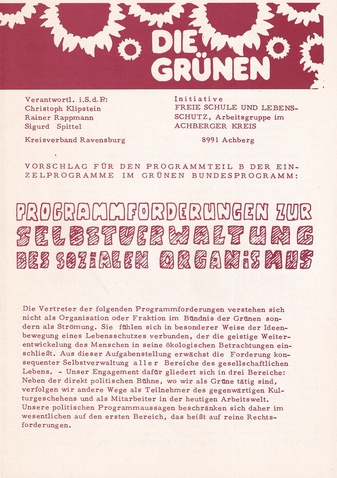 DIE
GRÜNEN
Verantwortl. i.S.d.P.:
Christoph Klipstein
Rainer Rappmann
Sigurd Spittel
Kreisverband Ravensburg
Initiative
FREIE SCHULE UND LEBENS-
SCHUTZ, Arbeitsgruppe im
ACHBERGER KREIS
8991 Achberg
VORSCHLAG FÜR DEN PROGRAMMTEIL B DER EIN-
ZELPROGRAMME IM GRÜNEN BUNDESPROGRAMM:
PROGRAMMFORDERUNGEN ZUR
SELBSTVERWALTUNG
DES SOZIALEN ORGANISMUS
Die Vertreter der folgenden Programmforderungen verstehen sich
nicht als Organisation oder Fraktion im Bündnis der Grünen son-
dern als Strömung. Sie fühlen sich in besonderer Weise der Ideen-
bewegung eines Lebensschutzes verbunden, der die geistige Weiter-
entwickelung des Menschen in seine ökologischen Betrachtungen ein-
schließt. Aus dieser Aufgabenstellung erwächst die Forderung kon-
sequenter Selbstverwaltung aller Bereiche des gesellschaftlichen
Lebens. - Unser Engagement dafür gliedert sich in drei Bereiche:
Neben der direkt politischen Bühne, wo wir als Grüne tätig sind,
verfolgen wir andere Wege als Teilnehmer des gegenwärtigen Kul-
turgeschehens und als Mitarbeiter in der heutigen Arbeitswelt.
Unsere politischen Programmaussagen beschränken sich daher im
wesentlichen auf den ersten Bereich, das heißt auf reine Rechts-
forderungen.